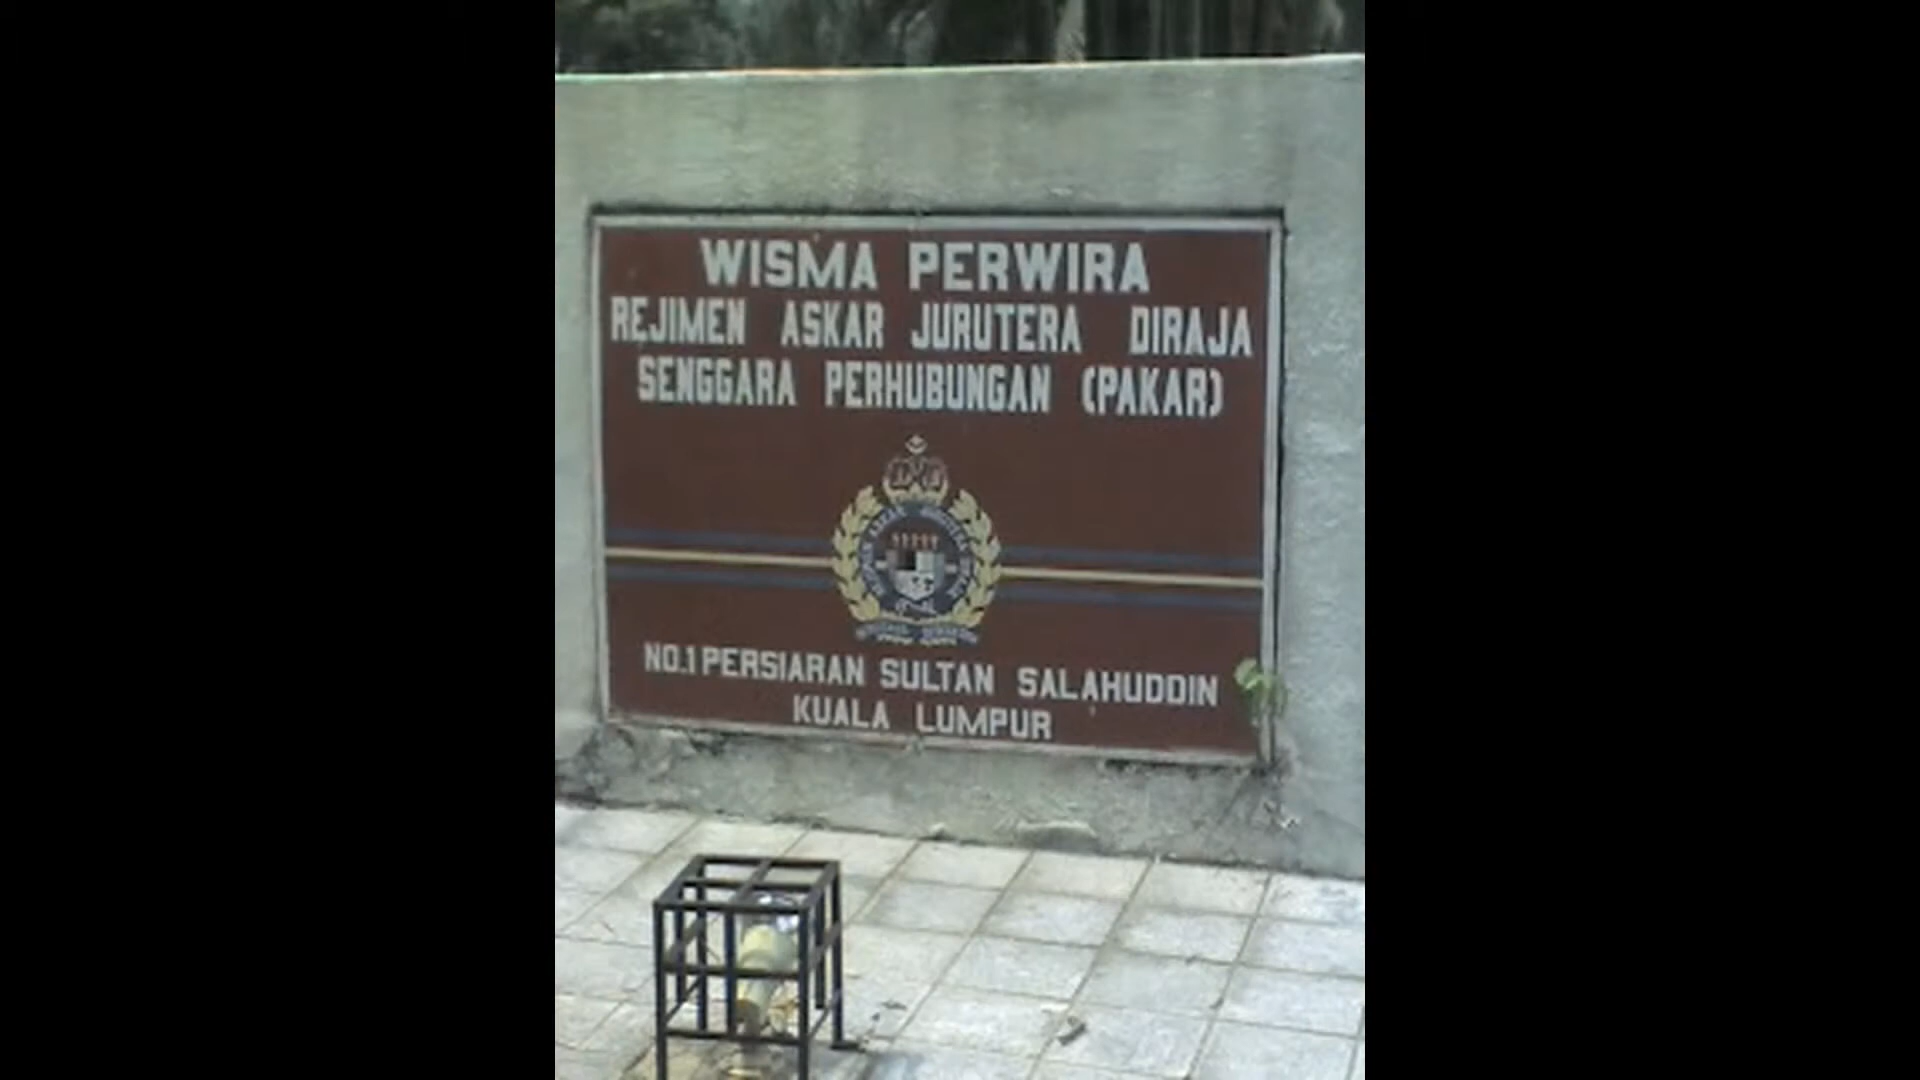 WISMA PERWIRA
REJIMEN ASKAR JURUTERA DIRAJA
SENGGARA PERHUBUNGAN (PAKAR)
NO.1 PERSIARAN SULTAN SALAHUDDIN
KUALA LUMPUR